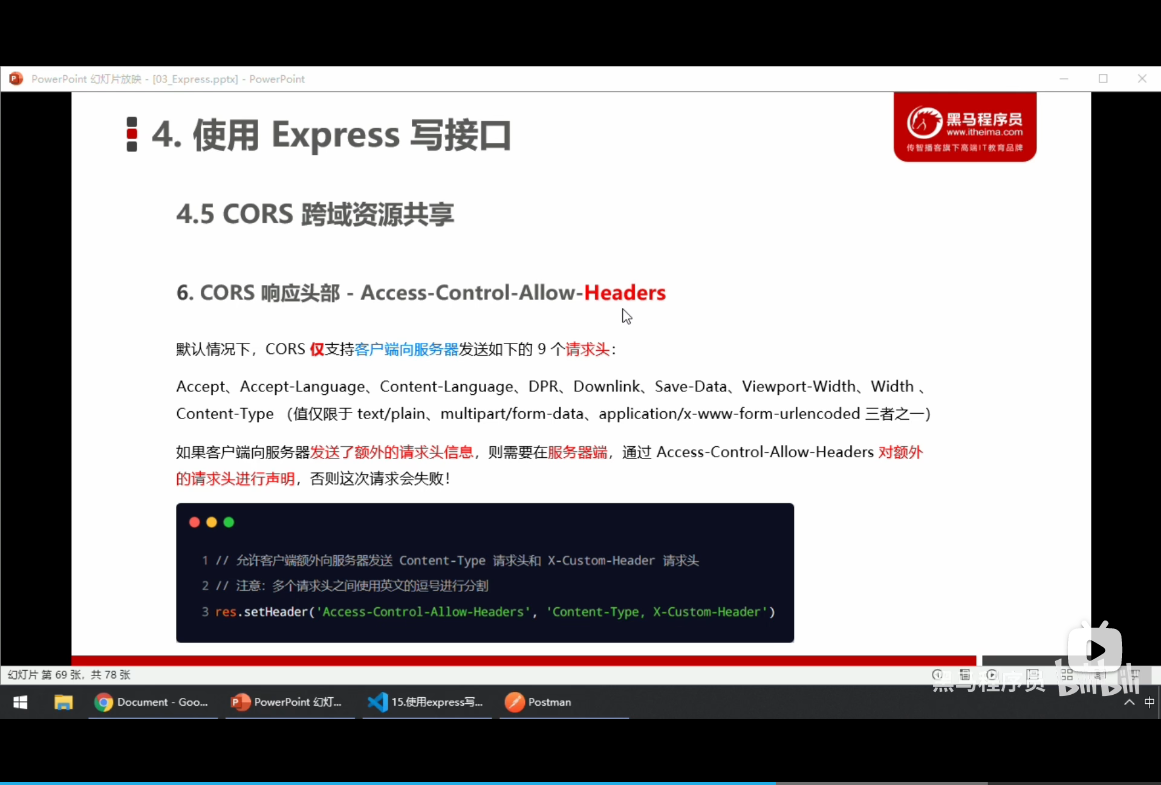 PowerPoint 幻灯片放映 - [03_Express.pptx] - PowerPoint
4. 使用 Express 写接口
黑马程序员
www.itheima.com
传智播客旗下高端IT教育品牌
4.5 CORS 跨域资源共享
6. CORS 响应头部 - Access-Control-Allow-Headers
默认情况下，CORS 仅支持客户端向服务器发送如下的 9 个请求头：
Accept、Accept-Language、Content-Language、DPR、Downlink、Save-Data、Viewport-Width、Width 、
Content-Type （值仅限于 text/plain、multipart/form-data、application/x-www-form-urlencoded 三者之一）
如果客户端向服务器发送了额外的请求头信息，则需要在服务器端，通过 Access-Control-Allow-Headers 对额外
的请求头进行声明，否则这次请求会失败！
1 // 允许客户端额外向服务器发送 Content-Type 请求头和 X-Custom-Header 请求头
2 // 注意：多个请求头之间使用英文的逗号进行分割
3 res.setHeader('Access-Control-Allow-Headers', 'Content-Type, X-Custom-Header')
幻灯片 第 69 张，共 78 张
黑马程序员 bilibili
Document - Goo...
PowerPoint 幻灯...
15.使用express写...
Postman
中